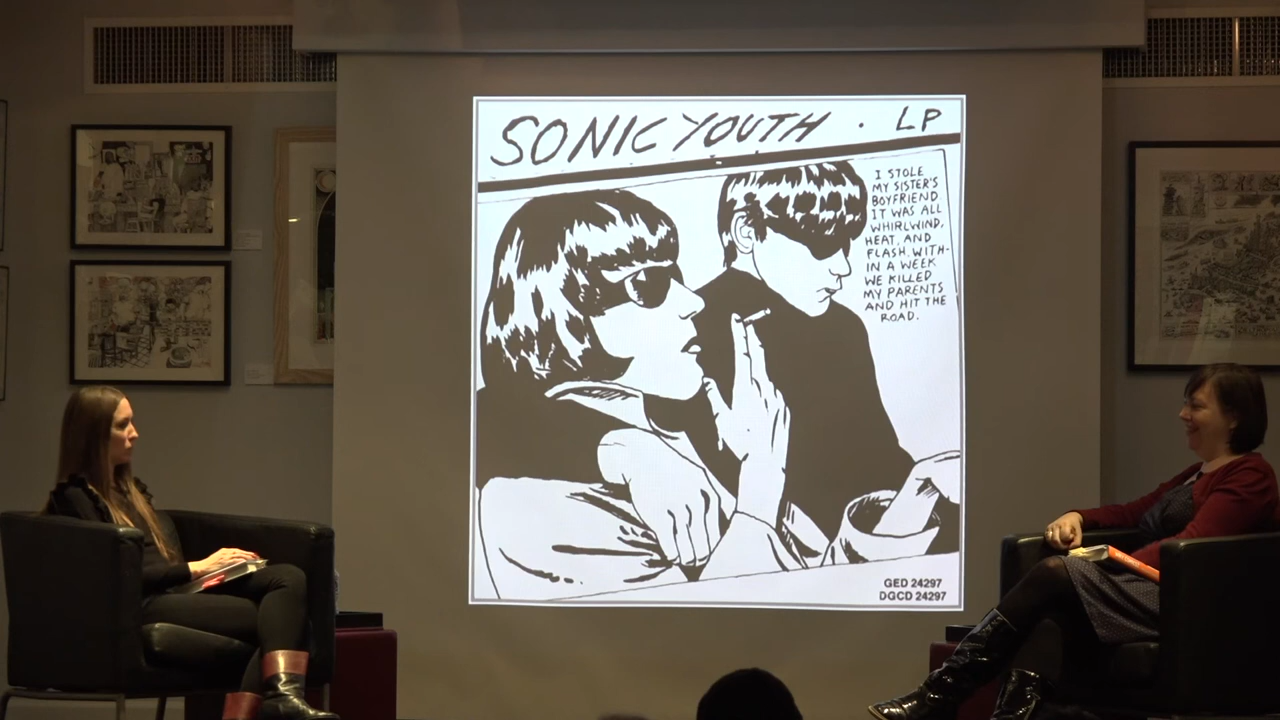 SONIC YOUTH · LP
I STOLE
MY SISTER'S
BOYFRIEND.
IT WAS ALL
WHIRLWIND,
HEAT, AND
FLASH. WITH-
IN A WEEK
WE KILLED
MY PARENTS
AND HIT THE
ROAD.
GED 24297
DGCD 24297